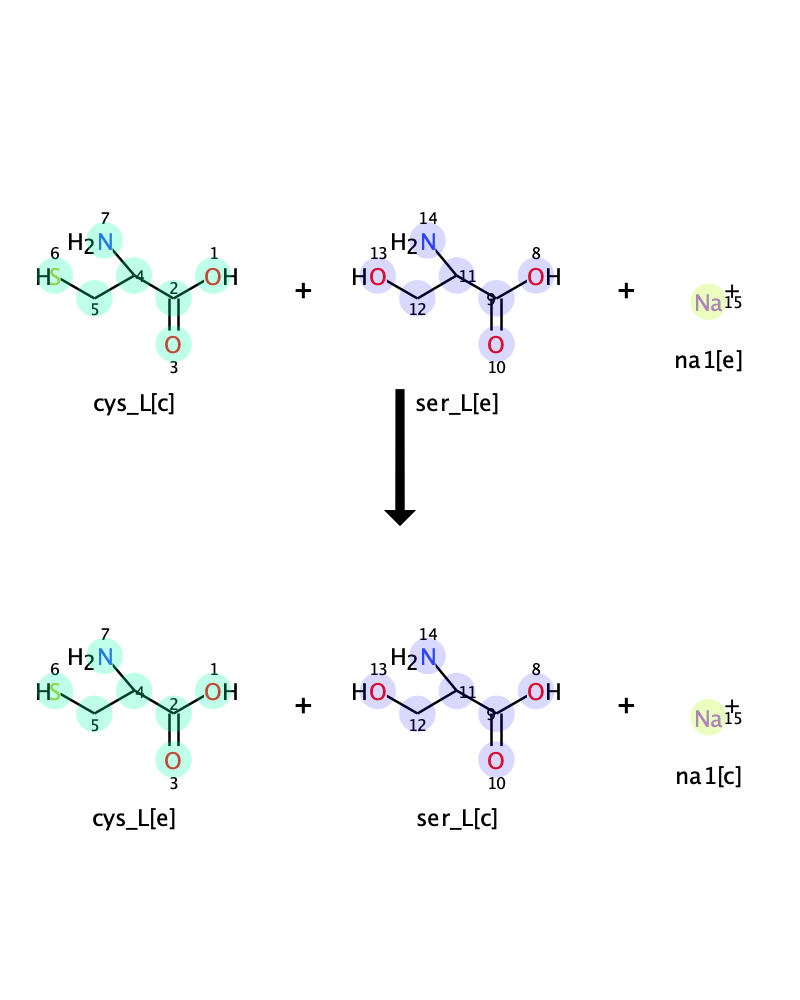 7 14
H2N H2N
6 1 13 8
HS 4 2 OH + HO 11 9 OH + Na+ 15
5 12
O O
3 10
na1[e]
cys_L[c] ser_L[e]
7 14
H2N H2N
6 1 13 8
HS 4 2 OH + HO 11 9 OH + Na+ 15
5 12
O O
3 10
na1[c]
cys_L[e] ser_L[c]